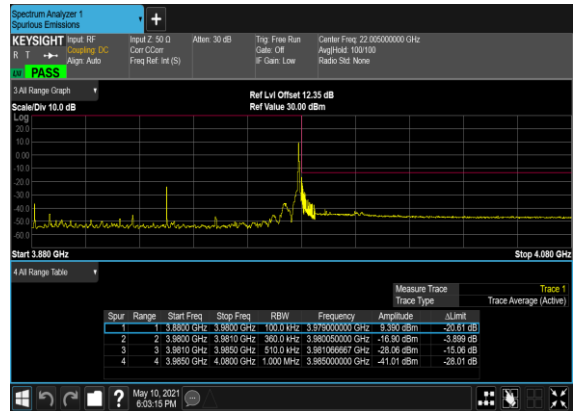 Spectrum Analyzer 1
Spurious Emissions
+
KEYSIGHT Input: RF Input Z: 50 Ω Atten: 30 dB Trig: Free Run Center Freq: 22.005000000 GHz
R T Coupling: DC Corr CCorr Gate: Off Avg|Hold: 100/100
Align: Auto Freq Ref: Int (S) IF Gain: Low Radio Std: None
PASS
3 All Range Graph
Ref Lvl Offset 12.35 dB
Scale/Div 10.0 dB Ref Value 30.00 dBm
Log
20.0
10.0
0.00
-10.0
-20.0
-30.0
-40.0
-50.0
-60.0
Start 3.880 GHz Stop 4.080 GHz
4 All Range Table
Measure Trace Trace 1
Trace Type Trace Average (Active)
Spur Range Start Freq Stop Freq RBW Frequency Amplitude ΔLimit
1 1 3.8800 GHz 3.9800 GHz 100.0 kHz 3.979000000 GHz 9.390 dBm -20.61 dB
2 2 3.9800 GHz 3.9810 GHz 360.0 kHz 3.980050000 GHz -16.90 dBm -3.899 dB
3 3 3.9810 GHz 3.9850 GHz 510.0 kHz 3.981066667 GHz -28.06 dBm -15.06 dB
4 4 3.9850 GHz 4.0800 GHz 1.000 MHz 3.985000000 GHz -41.01 dBm -28.01 dB
? May 10, 2021
6:03:15 PM